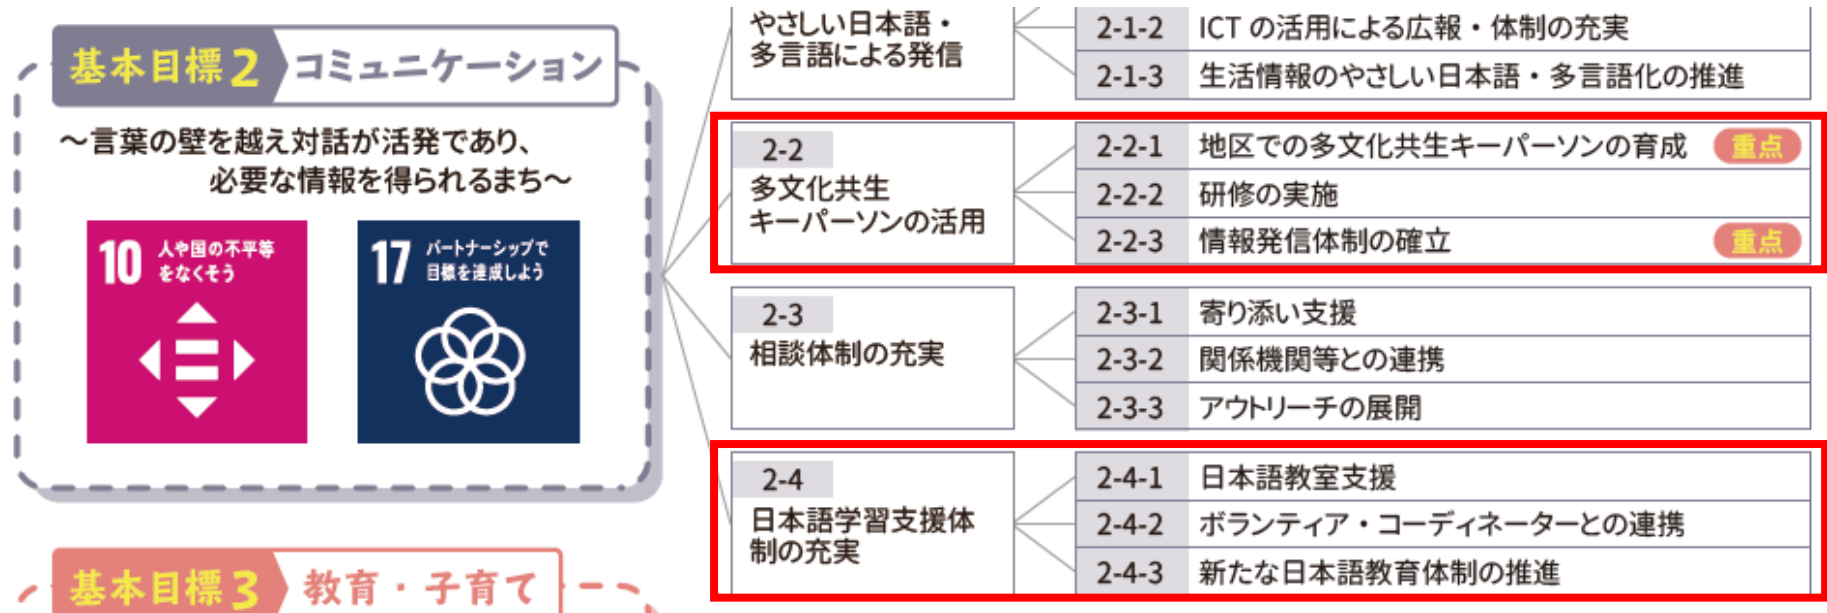 基本目標2 コミュニケーション
～言葉の壁を越え対話が活発であり、
必要な情報を得られるまち～
10 人や国の不平等
をなくそう
17 パートナーシップで
目標を達成しよう
やさしい日本語・
多言語による発信
2-1-2 ICT の活用による広報・体制の充実
2-1-3 生活情報のやさしい日本語・多言語化の推進
2-2
多文化共生
キーパーソンの活用
2-2-1 地区での多文化共生キーパーソンの育成 重点
2-2-2 研修の実施
2-2-3 情報発信体制の確立 重点
2-3
相談体制の充実
2-3-1 寄り添い支援
2-3-2 関係機関等との連携
2-3-3 アウトリーチの展開
2-4
日本語学習支援体
制の充実
2-4-1 日本語教室支援
2-4-2 ボランティア・コーディネーターとの連携
2-4-3 新たな日本語教育体制の推進
基本目標3 教育・子育て